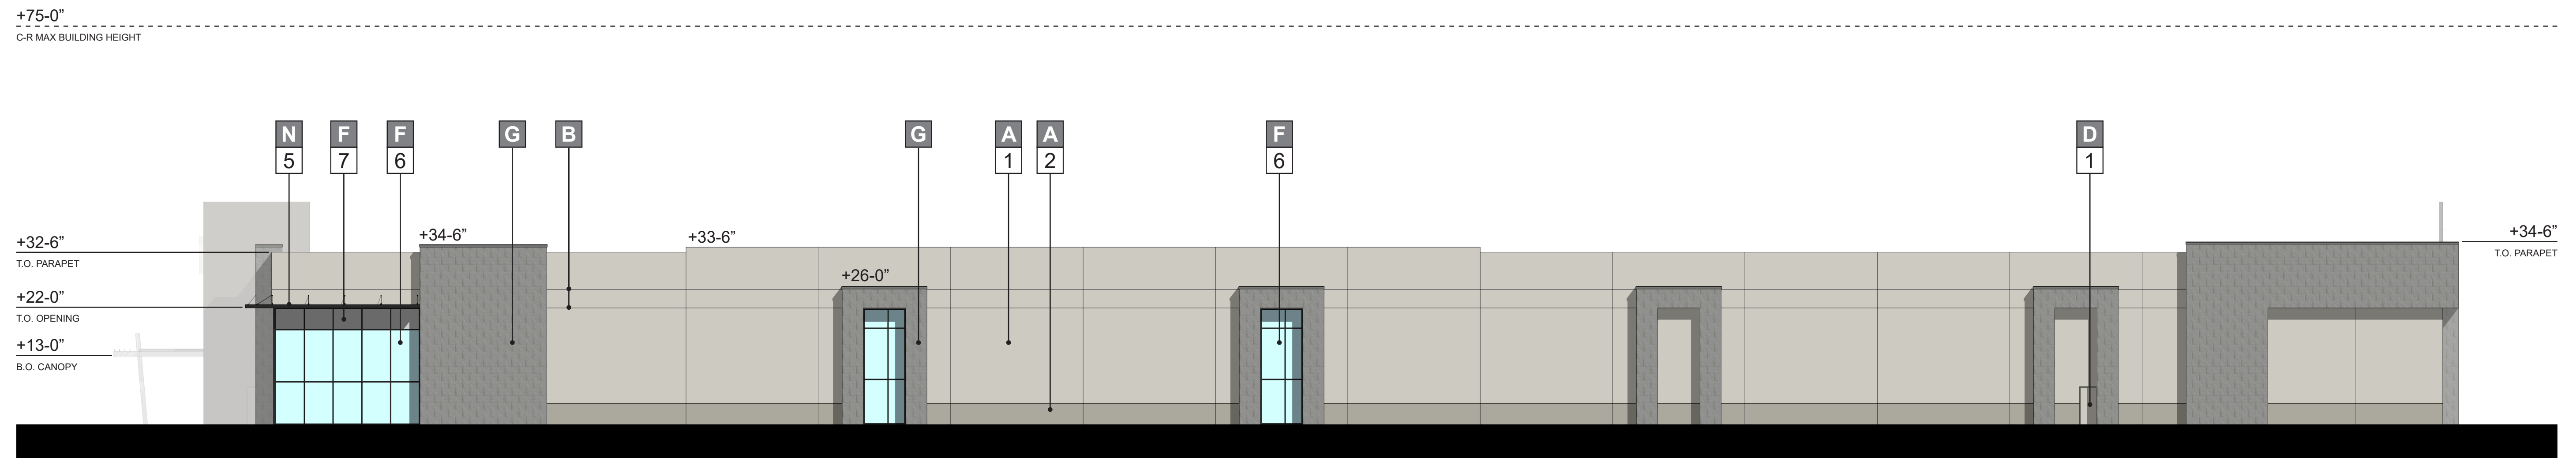 +75-0”
C-R MAX BUILDING HEIGHT
N F F G B G A A F D
5 7 6 1 2 6 1
+34-6”
+33-6”
+34-6”
+32-6”
T.O. PARAPET
T.O. PARAPET
+26-0”
+22-0”
T.O. OPENING
+13-0”
B.O. CANOPY